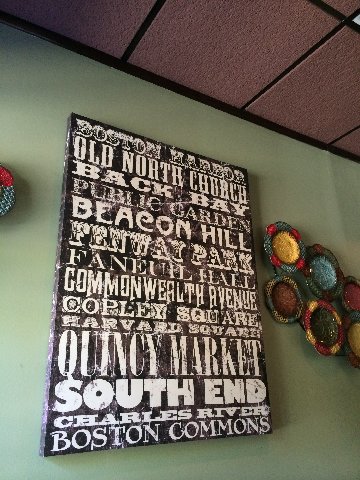 BOSTON HARBOR
OLD NORTH CHURCH
BACK BAY
PUBLIC GARDEN
BEACON HILL
FENWAY PARK
FANEUIL HALL
COMMONWEALTH AVENUE
COPLEY SQUARE
HARVARD SQUARE
QUINCY MARKET
SOUTH END
CHARLES RIVER
BOSTON COMMONS